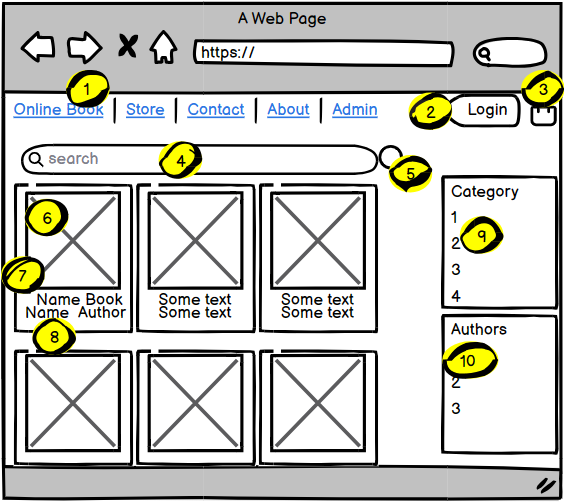 A Web Page
https://
1
3
Online Book Store Contact About Admin
2 Login
search
4
5
Category
1
2
9
3
4
6
7
Name Book
Name Author
Some text
Some text
Some text
Some text
8
Authors
10
2
3